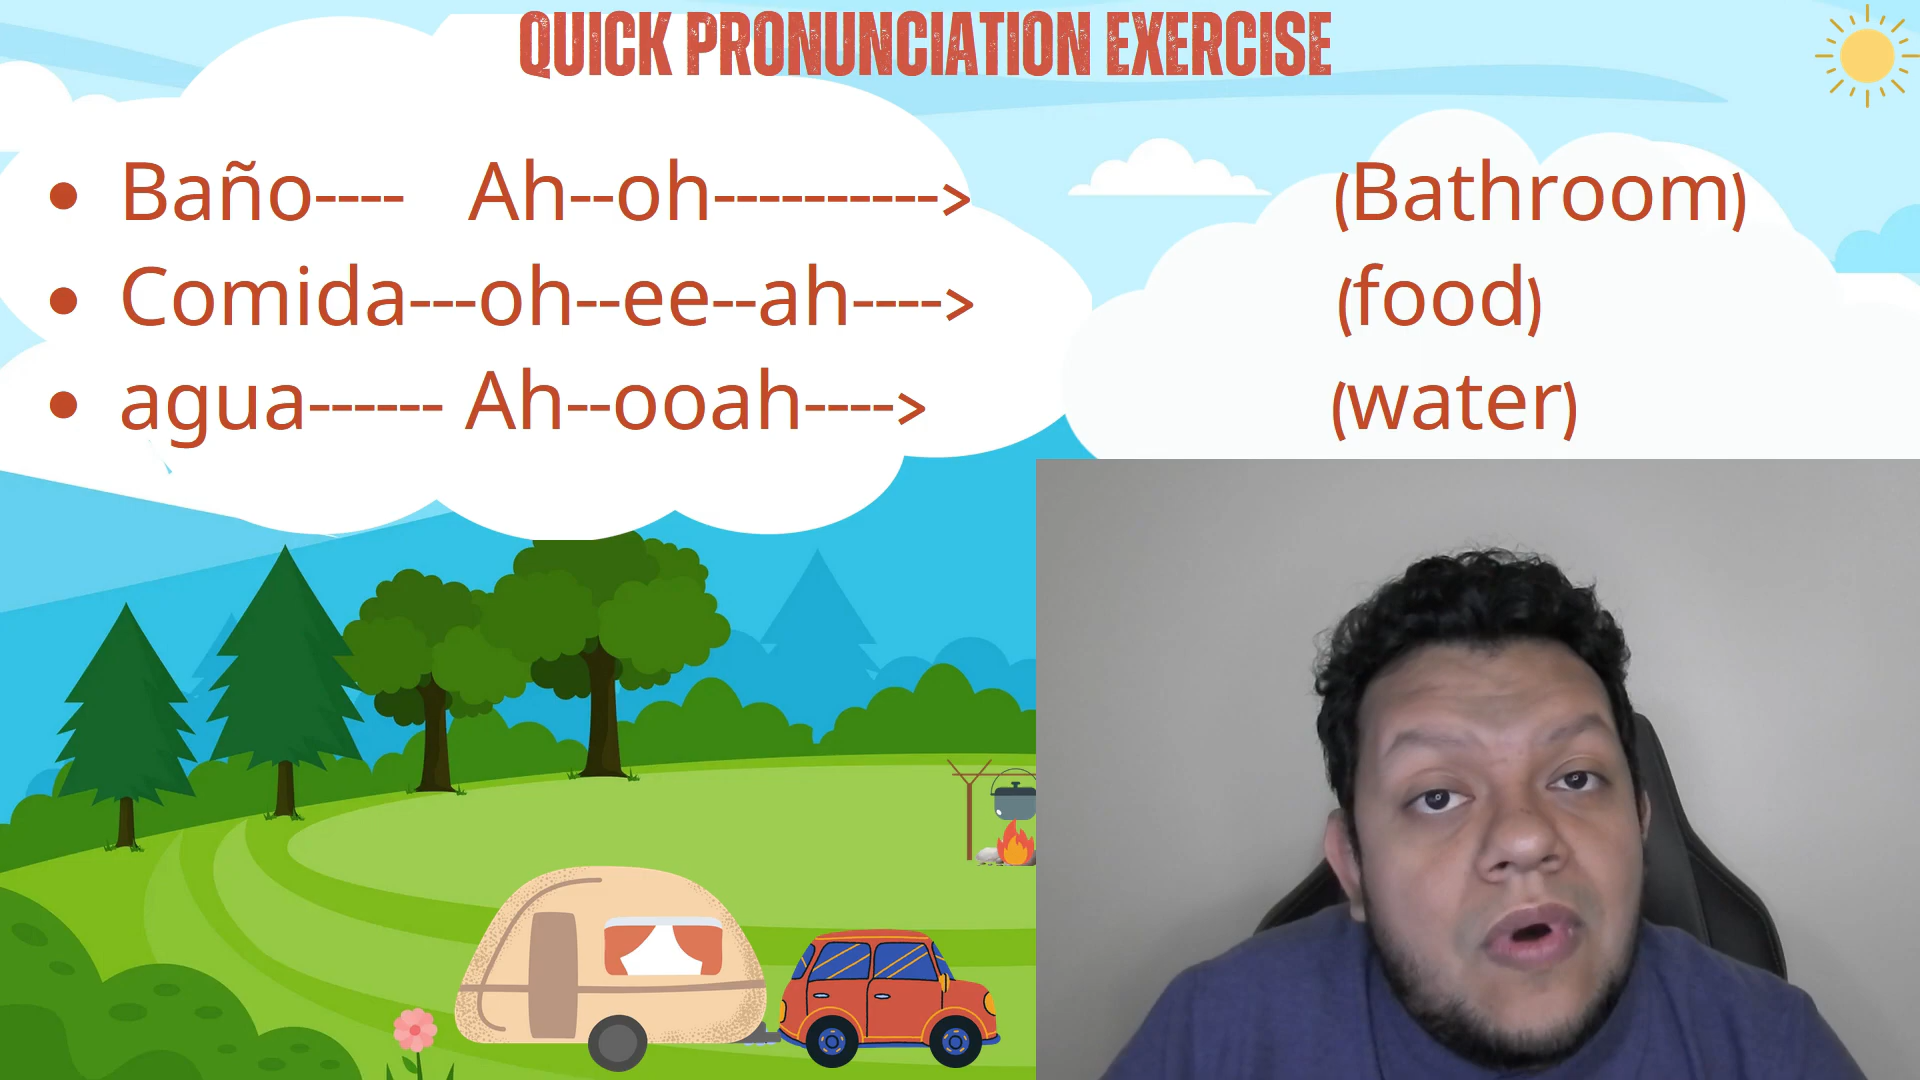 QUICK PRONUNCIATION EXERCISE
• Baño---- Ah--oh----------> (Bathroom)
• Comida---oh--ee--ah----> (food)
• agua------ Ah--ooah----> (water)